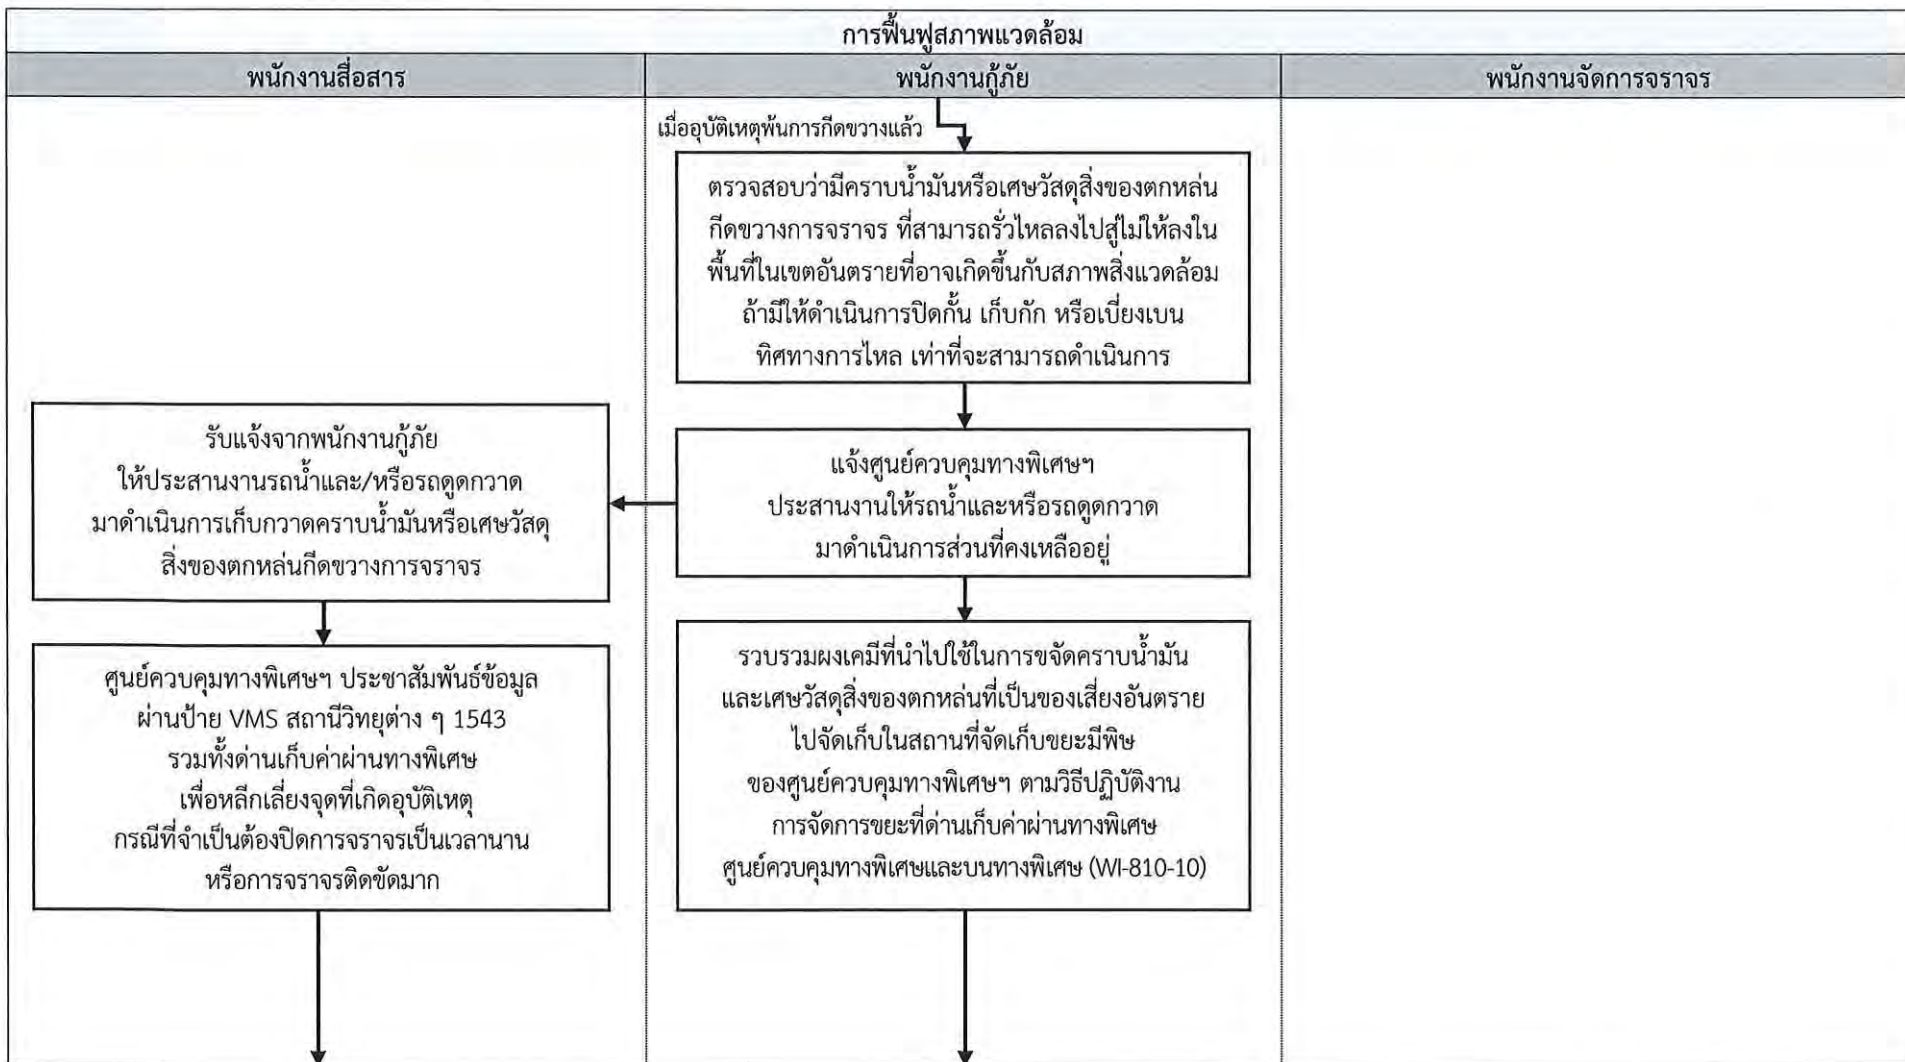 การฟื้นฟูสภาพแวดล้อม
พนักงานสื่อสาร
พนักงานกู้ภัย
พนักงานจัดการจราจร
เมื่ออุบัติเหตุพ้นการกีดขวางแล้ว
ตรวจสอบว่ามีคราบน้ำมันหรือเศษวัสดุสิ่งของตกหล่น
กีดขวางการจราจร ที่สามารถรั่วไหลลงไปสู่ไม่ให้ลงใน
พื้นที่ในเขตอันตรายที่อาจเกิดขึ้นกับสภาพสิ่งแวดล้อม
ถ้ามีให้ดำเนินการปิดกั้น เก็บกัก หรือเบี่ยงเบน
ทิศทางการไหล เท่าที่จะสามารถดำเนินการ
แจ้งศูนย์ควบคุมทางพิเศษฯ
ประสานงานให้รถน้ำและหรือรถดูดกวาด
มาดำเนินการส่วนที่คงเหลืออยู่
รับแจ้งจากพนักงานกู้ภัย
ให้ประสานงานรถน้ำและ/หรือรถดูดกวาด
มาดำเนินการเก็บกวาดคราบน้ำมันหรือเศษวัสดุ
สิ่งของตกหล่นกีดขวางการจราจร
ศูนย์ควบคุมทางพิเศษฯ ประชาสัมพันธ์ข้อมูล
ผ่านป้าย VMS สถานีวิทยุต่าง ๆ 1543
รวมทั้งด่านเก็บค่าผ่านทางพิเศษ
เพื่อหลีกเลี่ยงจุดที่เกิดอุบัติเหตุ
กรณีที่จำเป็นต้องปิดการจราจรเป็นเวลานาน
หรือการจราจรติดขัดมาก
รวบรวมผงเคมีที่นำไปใช้ในการขจัดคราบน้ำมัน
และเศษวัสดุสิ่งของตกหล่นที่เป็นของเสี่ยงอันตราย
ไปจัดเก็บในสถานที่จัดเก็บขยะมีพิษ
ของศูนย์ควบคุมทางพิเศษฯ ตามวิธีปฏิบัติงาน
การจัดการขยะที่ด่านเก็บค่าผ่านทางพิเศษ
ศูนย์ควบคุมทางพิเศษและบนทางพิเศษ (WI-810-10)